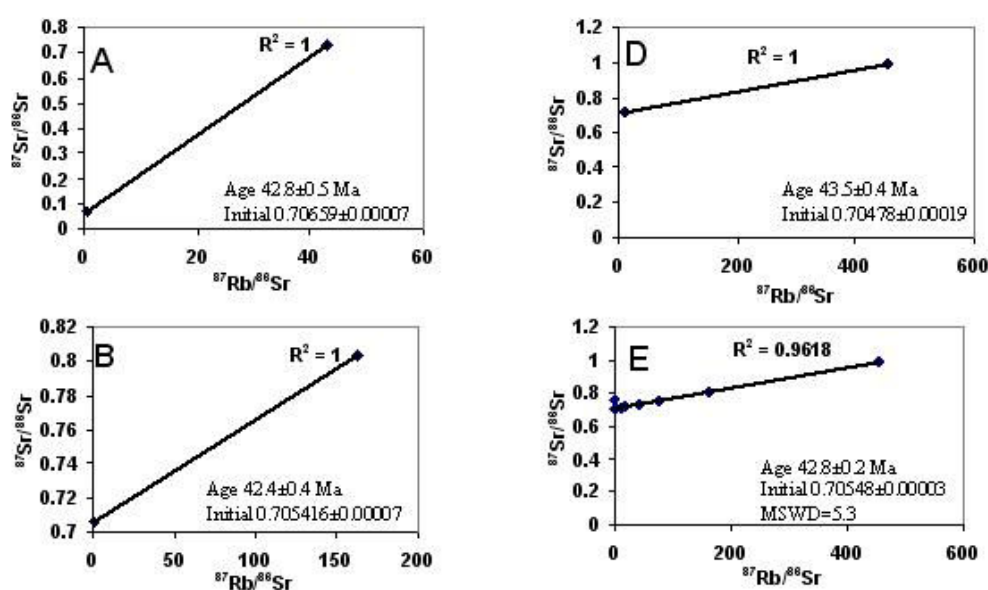 A
R² = 1
0.8
0.7
0.6
0.5
0.4
0.3
0.2
0.1
0
⁸⁷Sr/⁸⁶Sr
Age 42.8±0.5 Ma
Initial 0.70659±0.00007
0 20 40 60
⁸⁷Rb/⁸⁶Sr
B
R² = 1
0.82
0.8
0.78
0.76
0.74
0.72
0.7
⁸⁷Sr/⁸⁶Sr
Age 42.4±0.4 Ma
Initial 0.705416±0.00007
0 50 100 150 200
⁸⁷Rb/⁸⁶Sr
D
R² = 1
1.2
1
0.8
0.6
0.4
0.2
0
⁸⁷Sr/⁸⁶Sr
Age 43.5±0.4 Ma
Initial 0.70478±0.00019
0 200 400 600
⁸⁷Rb/⁸⁶Sr
E
R² = 0.9618
1.2
1
0.8
0.6
0.4
0.2
0
⁸⁷Sr/⁸⁶Sr
Age 42.8±0.2 Ma
Initial 0.70548±0.00003
MSWD=5.3
0 200 400 600
⁸⁷Rb/⁸⁶Sr